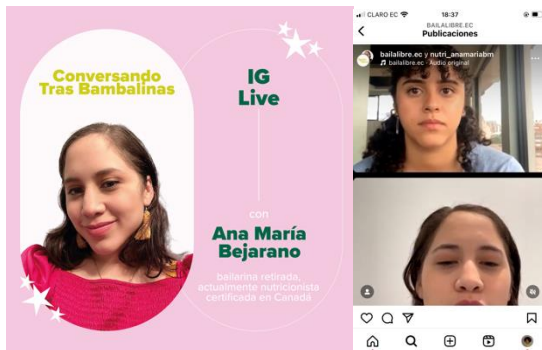 Conversando
Tras Bambalinas
IG
Live
con
Ana María
Bejarano
bailarina retirada,
actualmente nutricionista
certificada en Canadá
CLARO EC
18:37
BAILALIBRE.EC
Publicaciones
bailalibre.ec y nutri_anamariabm
bailalibre.ec • Audio original